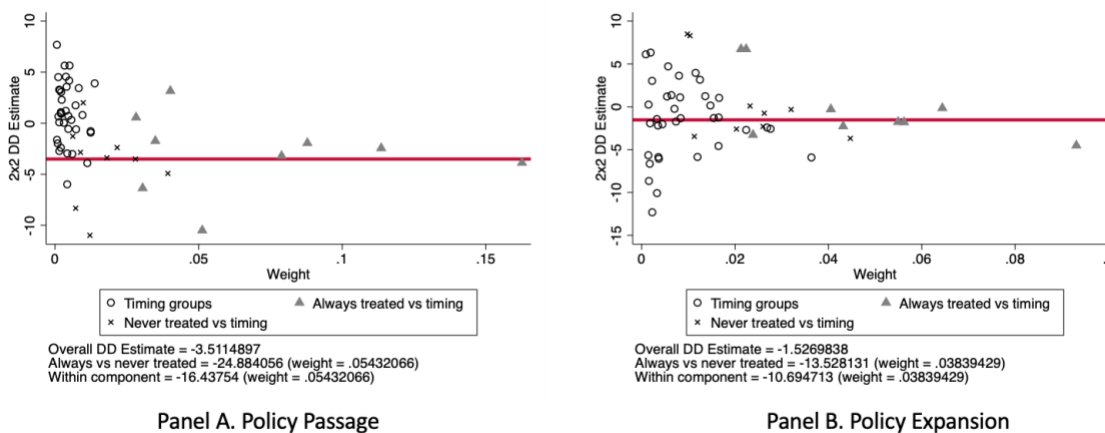 10
5
0
-5
-10
2x2 DD Estimate
0
.05
.1
.15
Weight
Timing groups
Always treated vs timing
Never treated vs timing
Overall DD Estimate = -3.5114897
Always vs never treated = -24.884056 (weight = .05432066)
Within component = -16.43754 (weight = .05432066)
Panel A. Policy Passage
10
5
0
-5
-10
-15
2x2 DD Estimate
0
.02
.04
.06
.08
Weight
Timing groups
Always treated vs timing
Never treated vs timing
Overall DD Estimate = -1.5269838
Always vs never treated = -13.528131 (weight = .03839429)
Within component = -10.694713 (weight = .03839429)
Panel B. Policy Expansion